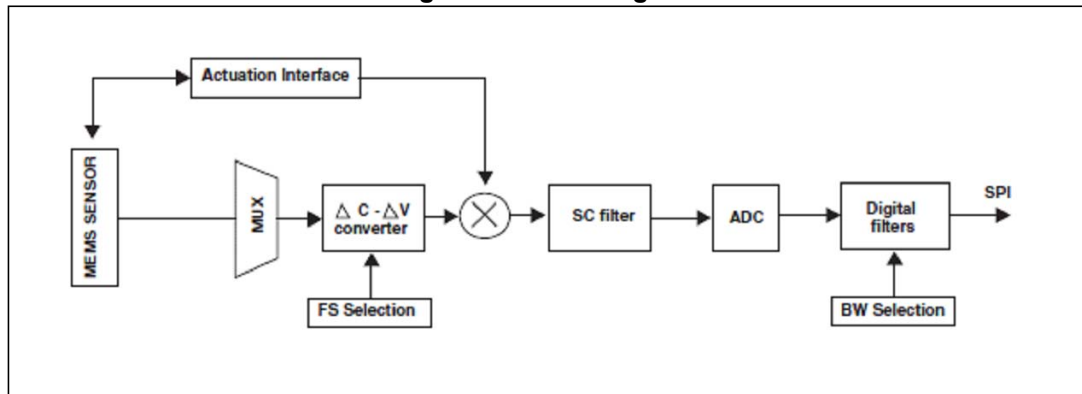 Actuation Interface
MEMS SENSOR
MUX
△ C - △V
converter
SC filter
ADC
Digital
filters
SPI
FS Selection
BW Selection